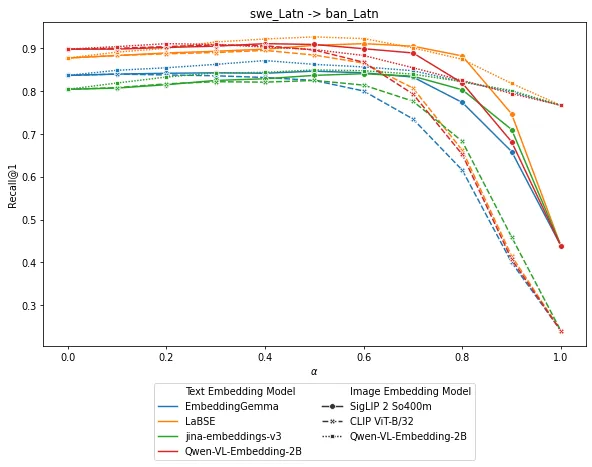 swe_Latn -> ban_Latn
Recall@1
0.9
0.8
0.7
0.6
0.5
0.4
0.3
0.0
0.2
0.4
0.6
0.8
1.0
α
Text Embedding Model
EmbeddingGemma
LaBSE
jina-embeddings-v3
Qwen-VL-Embedding-2B
Image Embedding Model
SigLIP 2 So400m
CLIP ViT-B/32
Qwen-VL-Embedding-2B